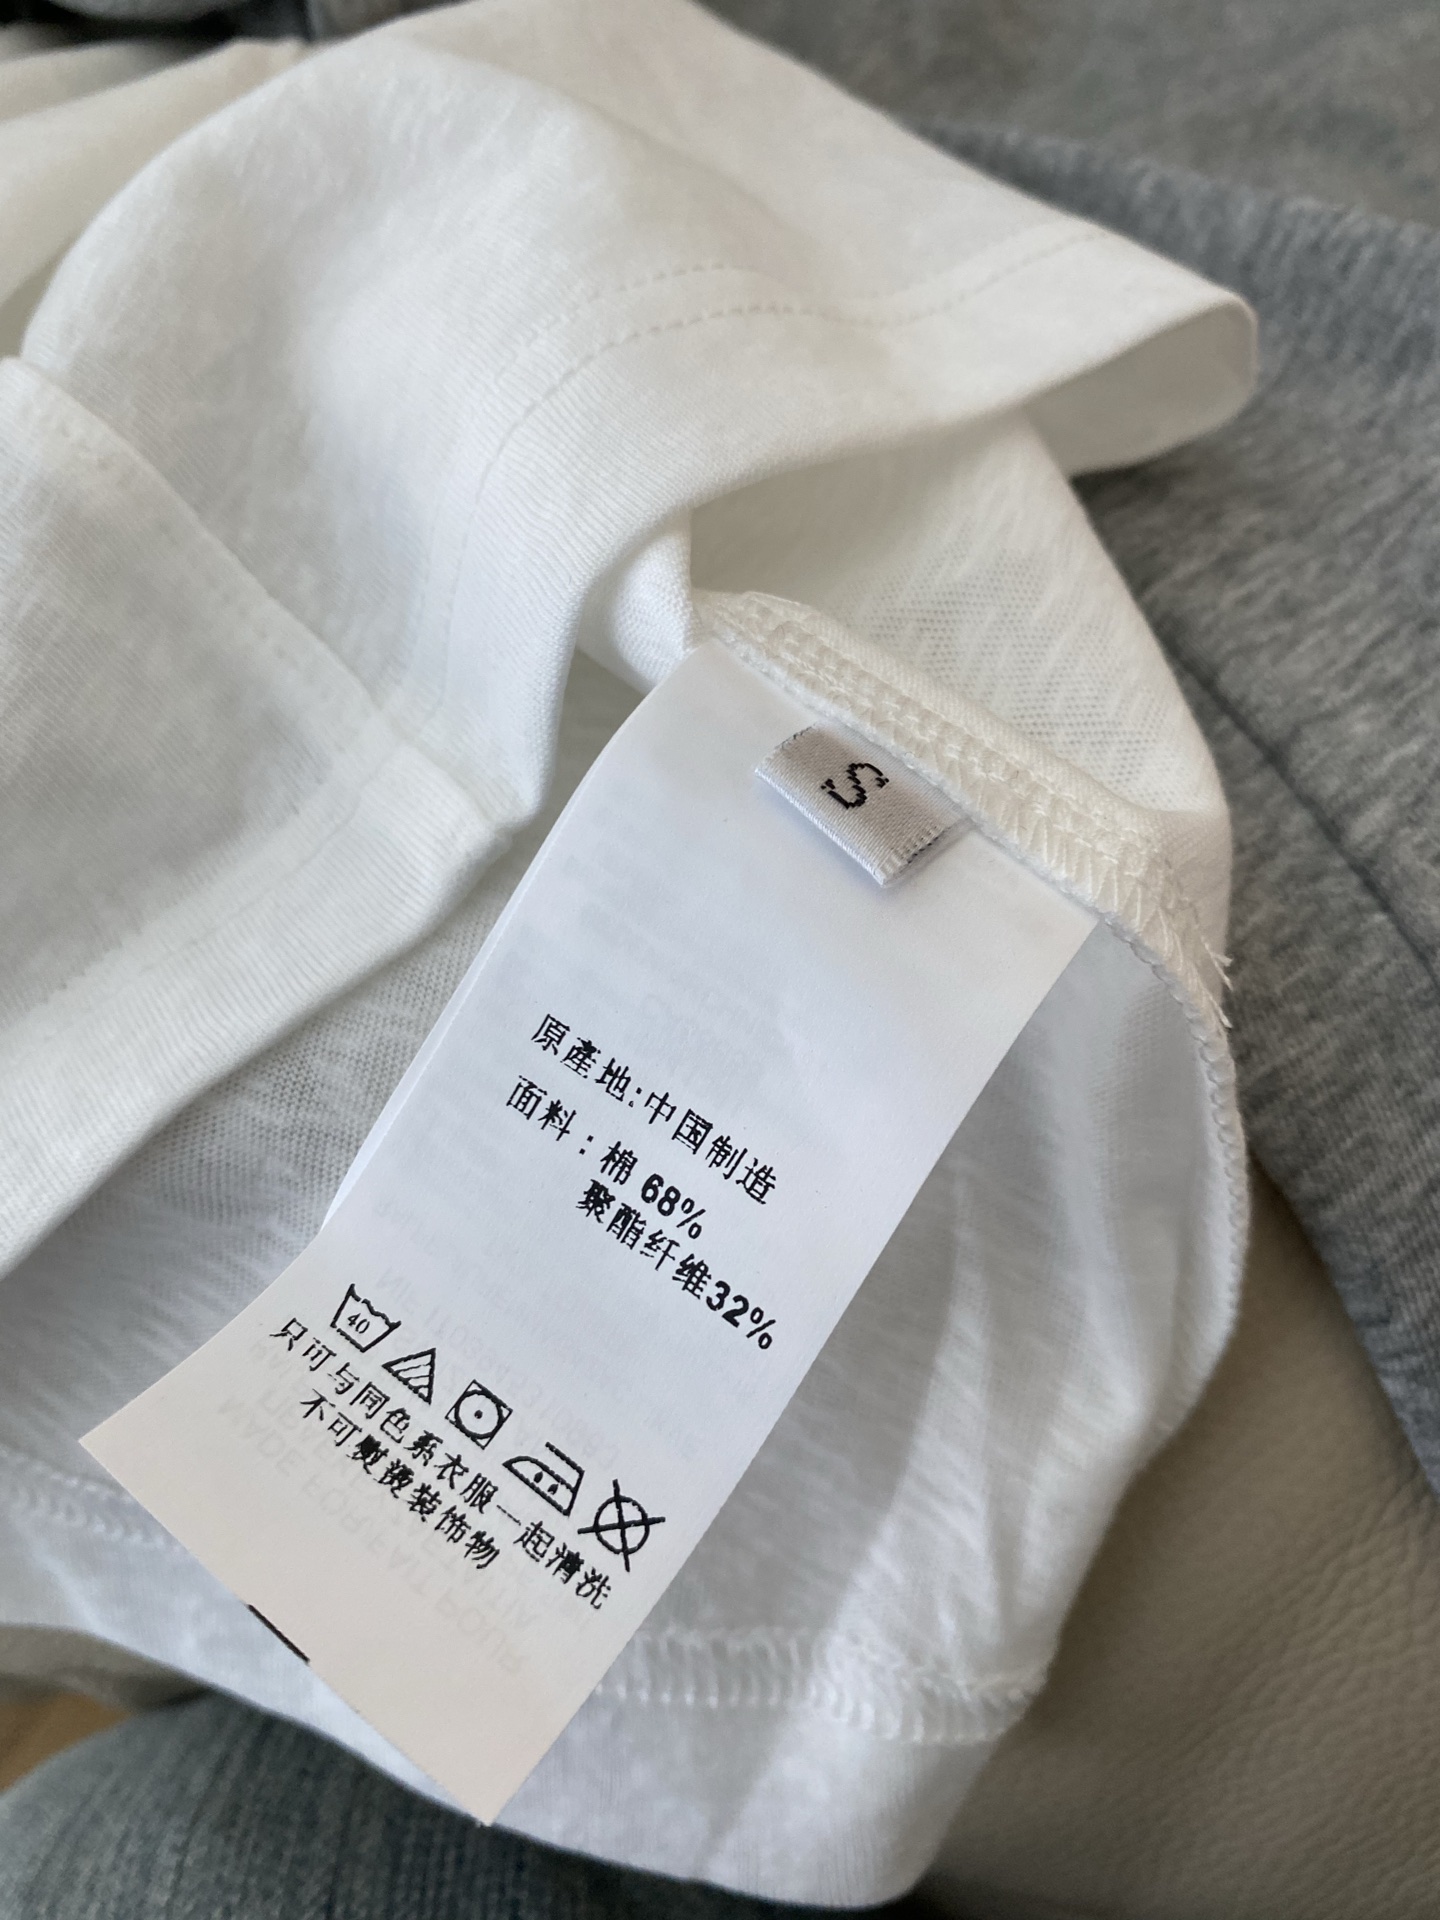 S
原產地:中国制造
面料:棉 68%
聚酯纤维32%
40
只可与同色系衣服一起清洗
不可熨烫装饰物